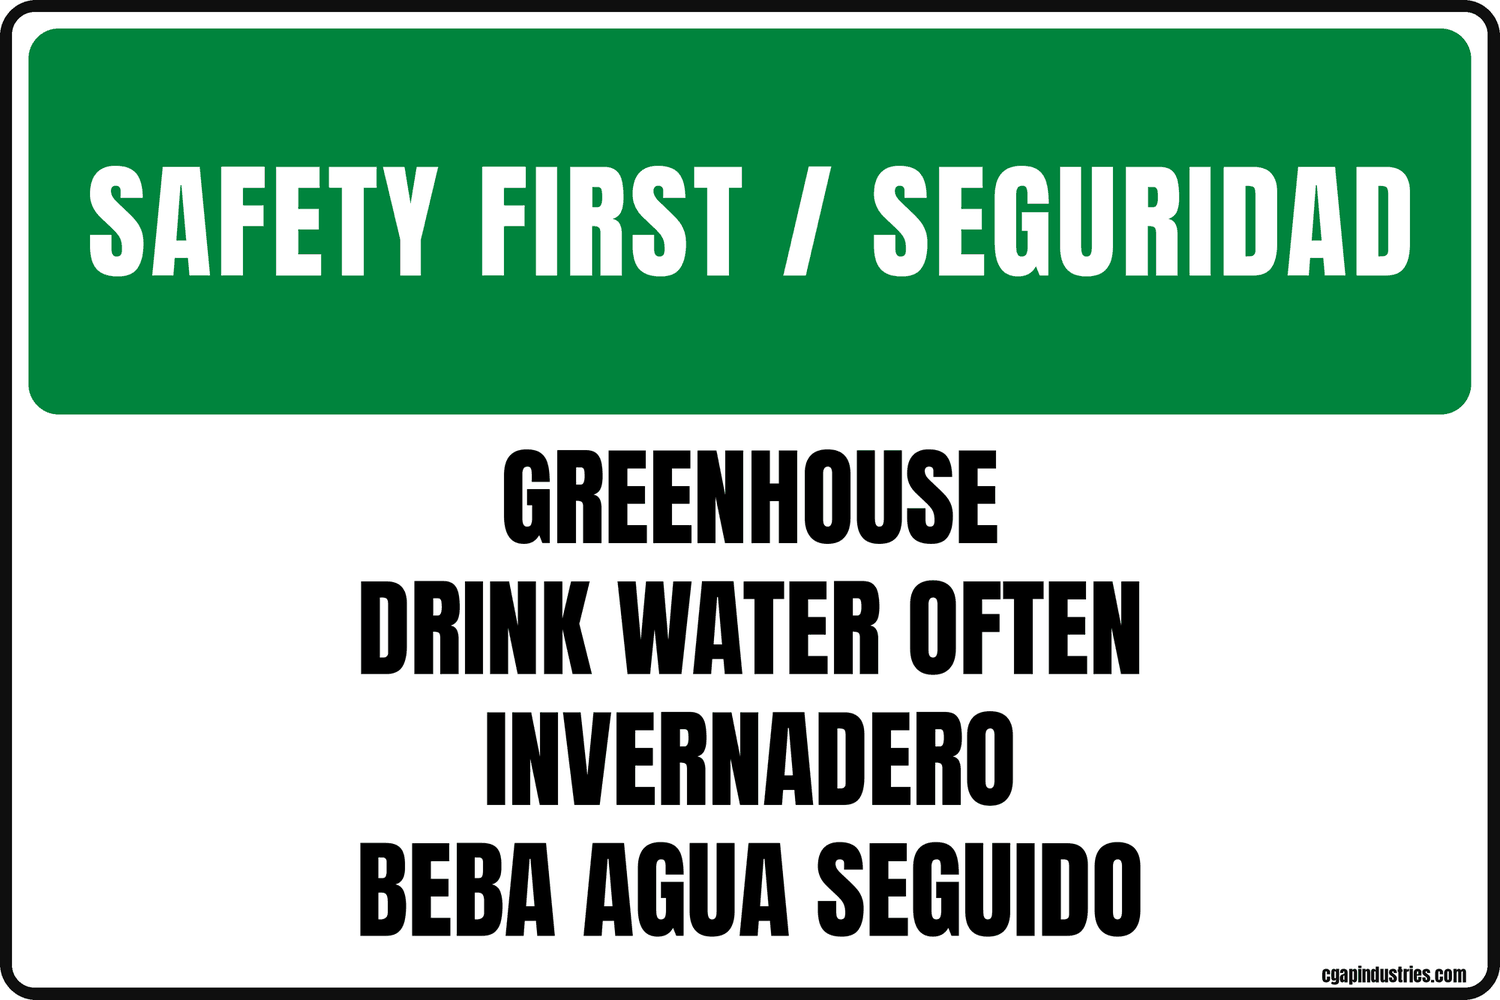 SAFETY FIRST / SEGURIDAD
GREENHOUSE
DRINK WATER OFTEN
INVERNADERO
BEBA AGUA SEGUIDO
cgapindustries.com